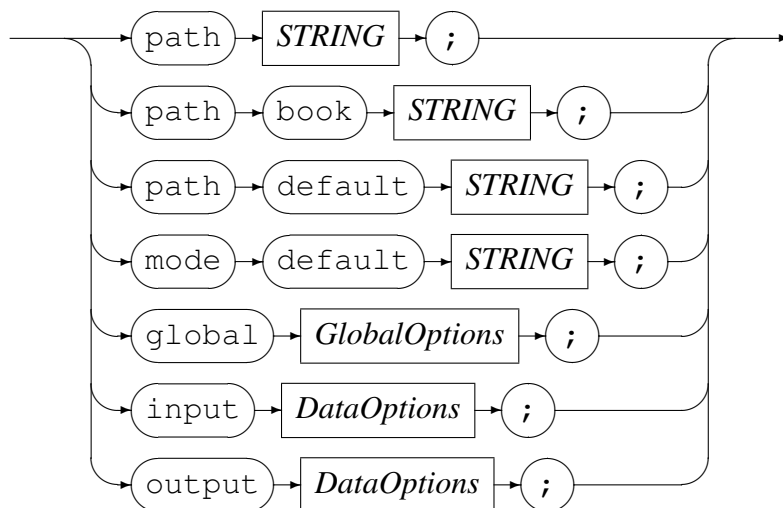 path STRING ;
path book STRING ;
path default STRING ;
mode default STRING ;
global GlobalOptions ;
input DataOptions ;
output DataOptions ;